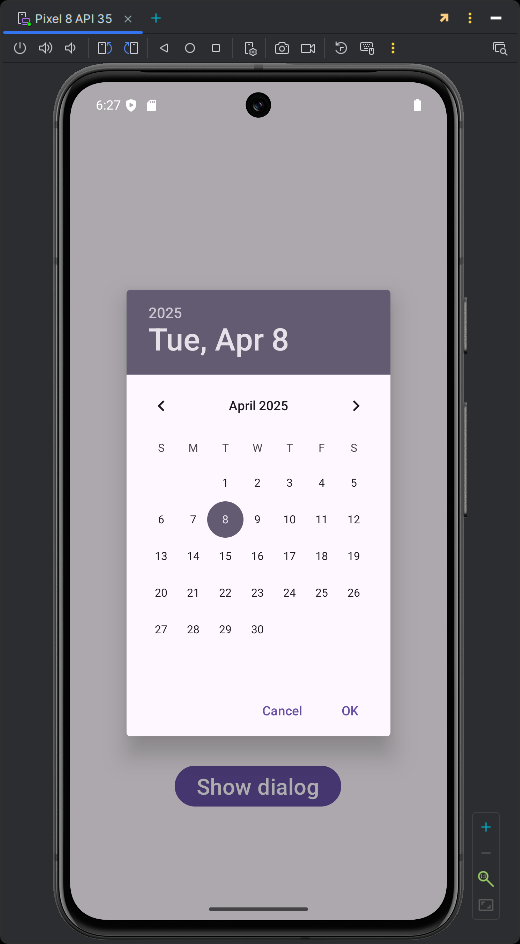 Pixel 8 API 35
6:27
2025
Tue, Apr 8
April 2025
S M T W T F S
1 2 3 4 5
6 7 8 9 10 11 12
13 14 15 16 17 18 19
20 21 22 23 24 25 26
27 28 29 30
Cancel OK
Show dialog